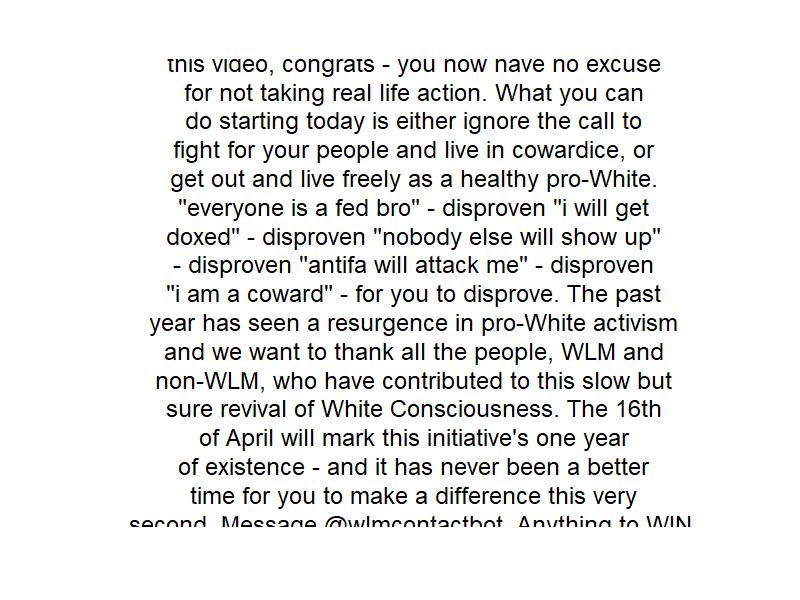 this video, congrats - you now have no excuse
for not taking real life action. What you can
do starting today is either ignore the call to
fight for your people and live in cowardice, or
get out and live freely as a healthy pro-White.
"everyone is a fed bro" - disproven "i will get
doxed" - disproven "nobody else will show up"
- disproven "antifa will attack me" - disproven
"i am a coward" - for you to disprove. The past
year has seen a resurgence in pro-White activism
and we want to thank all the people, WLM and
non-WLM, who have contributed to this slow but
sure revival of White Consciousness. The 16th
of April will mark this initiative's one year
of existence - and it has never been a better
time for you to make a difference this very
second. Message @wlmcontactbot. Anything to WIN